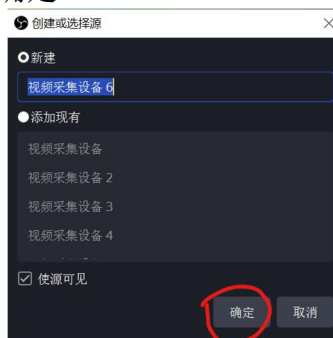 创建或选择源
新建
视频采集设备 6
添加现有
视频采集设备
视频采集设备 2
视频采集设备 3
视频采集设备 4
使源可见
确定 取消